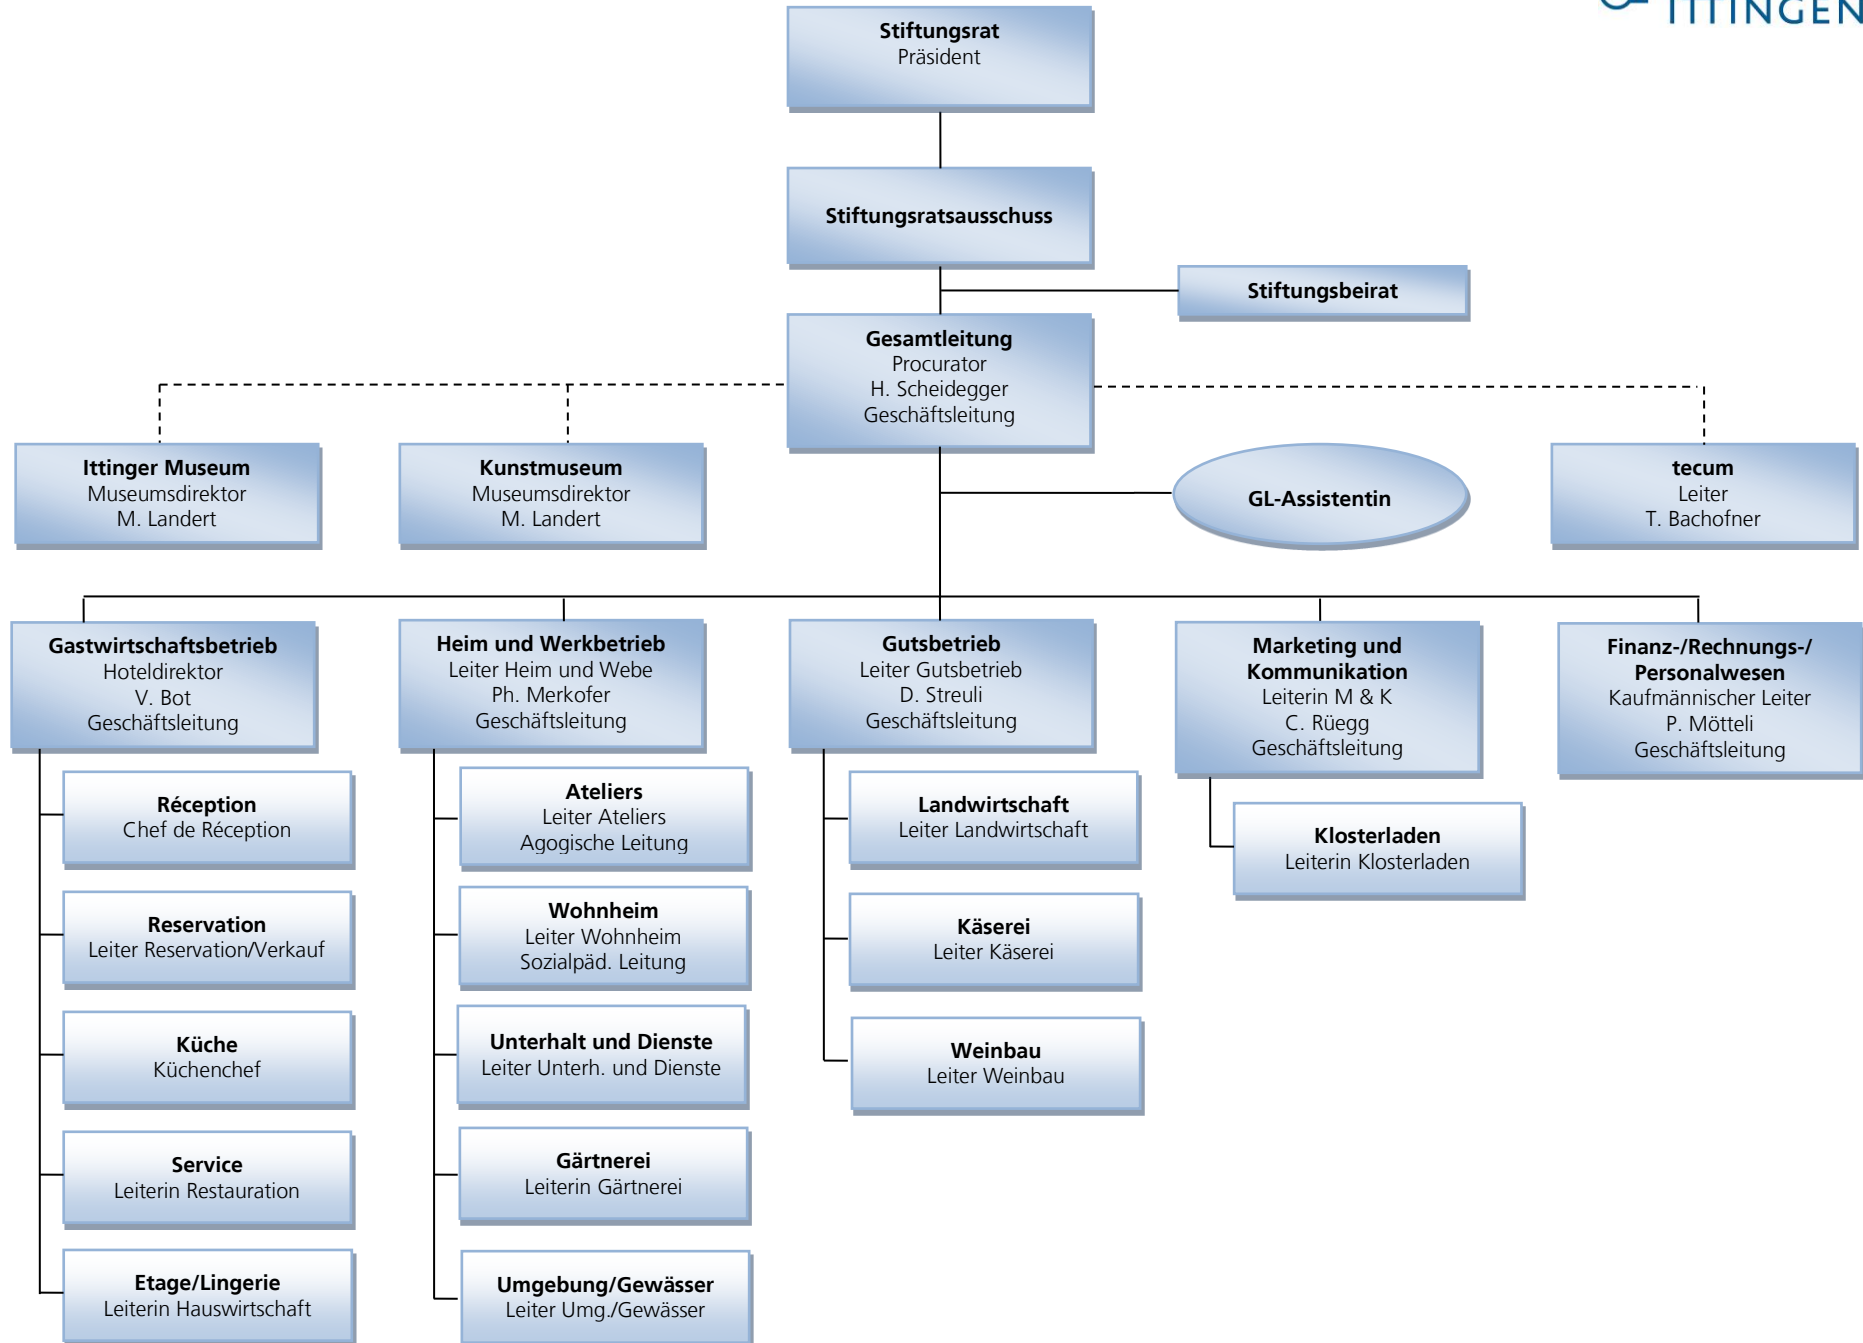 ITTINGEN
Stiftungsrat
Präsident
Stiftungsratsausschuss
Stiftungsbeirat
Gesamtleitung
Procurator
H. Scheidegger
Geschäftsleitung
Ittinger Museum
Museumsdirektor
M. Landert
Kunstmuseum
Museumsdirektor
M. Landert
GL-Assistentin
tecum
Leiter
T. Bachofner
Gastwirtschaftsbetrieb
Hoteldirektor
V. Bot
Geschäftsleitung
Heim und Werkbetrieb
Leiter Heim und Webe
Ph. Merkofer
Geschäftsleitung
Gutsbetrieb
Leiter Gutsbetrieb
D. Streuli
Geschäftsleitung
Marketing und
Kommunikation
Leiterin M & K
C. Rüegg
Geschäftsleitung
Finanz-/Rechnungs-/
Personalwesen
Kaufmännischer Leiter
P. Mötteli
Geschäftsleitung
Réception
Chef de Réception
Reservation
Leiter Reservation/Verkauf
Küche
Küchenchef
Service
Leiterin Restauration
Etage/Lingerie
Leiterin Hauswirtschaft
Ateliers
Leiter Ateliers
Agogische Leitung
Wohnheim
Leiter Wohnheim
Sozialpäd. Leitung
Unterhalt und Dienste
Leiter Unterh. und Dienste
Gärtnerei
Leiterin Gärtnerei
Umgebung/Gewässer
Leiter Umg./Gewässer
Landwirtschaft
Leiter Landwirtschaft
Käserei
Leiter Käserei
Weinbau
Leiter Weinbau
Klosterladen
Leiterin Klosterladen